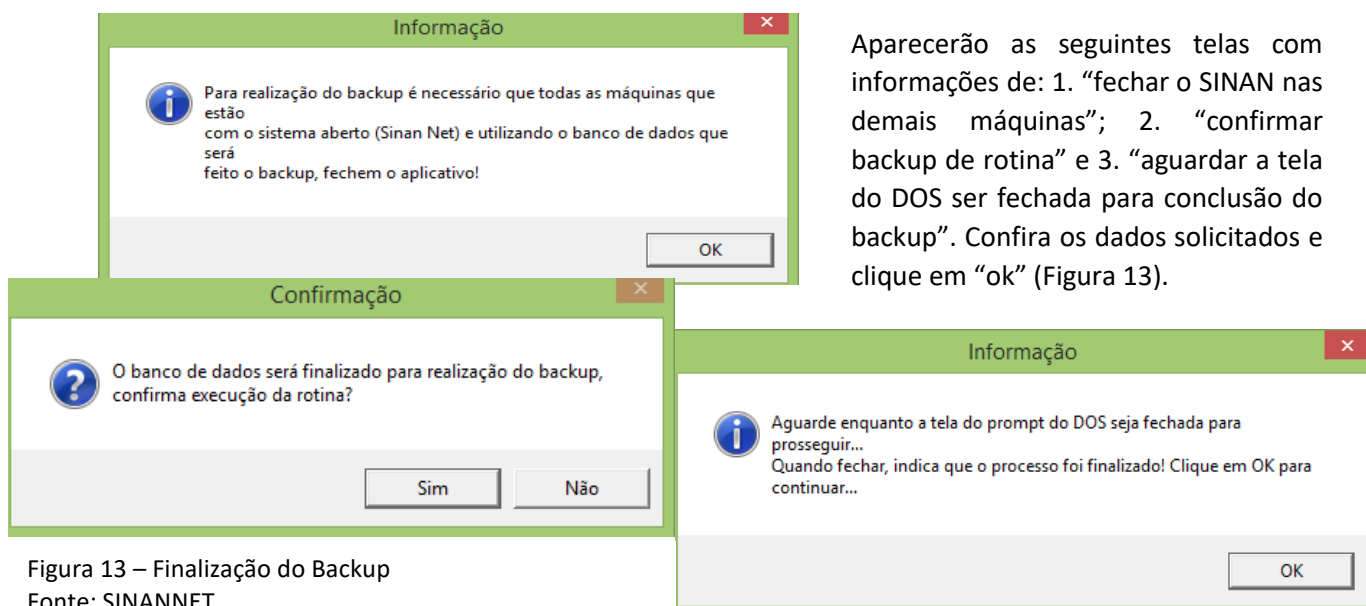 Informação
Para realização do backup é necessário que todas as máquinas que
estão
com o sistema aberto (Sinan Net) e utilizando o banco de dados que
será
feito o backup, fechem o aplicativo!
OK
Aparecerão as seguintes telas com
informações de: 1. “fechar o SINAN nas
demais máquinas”; 2. “confirmar
backup de rotina” e 3. “aguardar a tela
do DOS ser fechada para conclusão do
backup”. Confira os dados solicitados e
clique em “ok” (Figura 13).
Confirmação
O banco de dados será finalizado para realização do backup,
confirma execução da rotina?
Sim
Não
Informação
Aguarde enquanto a tela do prompt do DOS seja fechada para
prosseguir...
Quando fechar, indica que o processo foi finalizado! Clique em OK para
continuar...
OK
Figura 13 – Finalização do Backup
Fonte: SINANNET